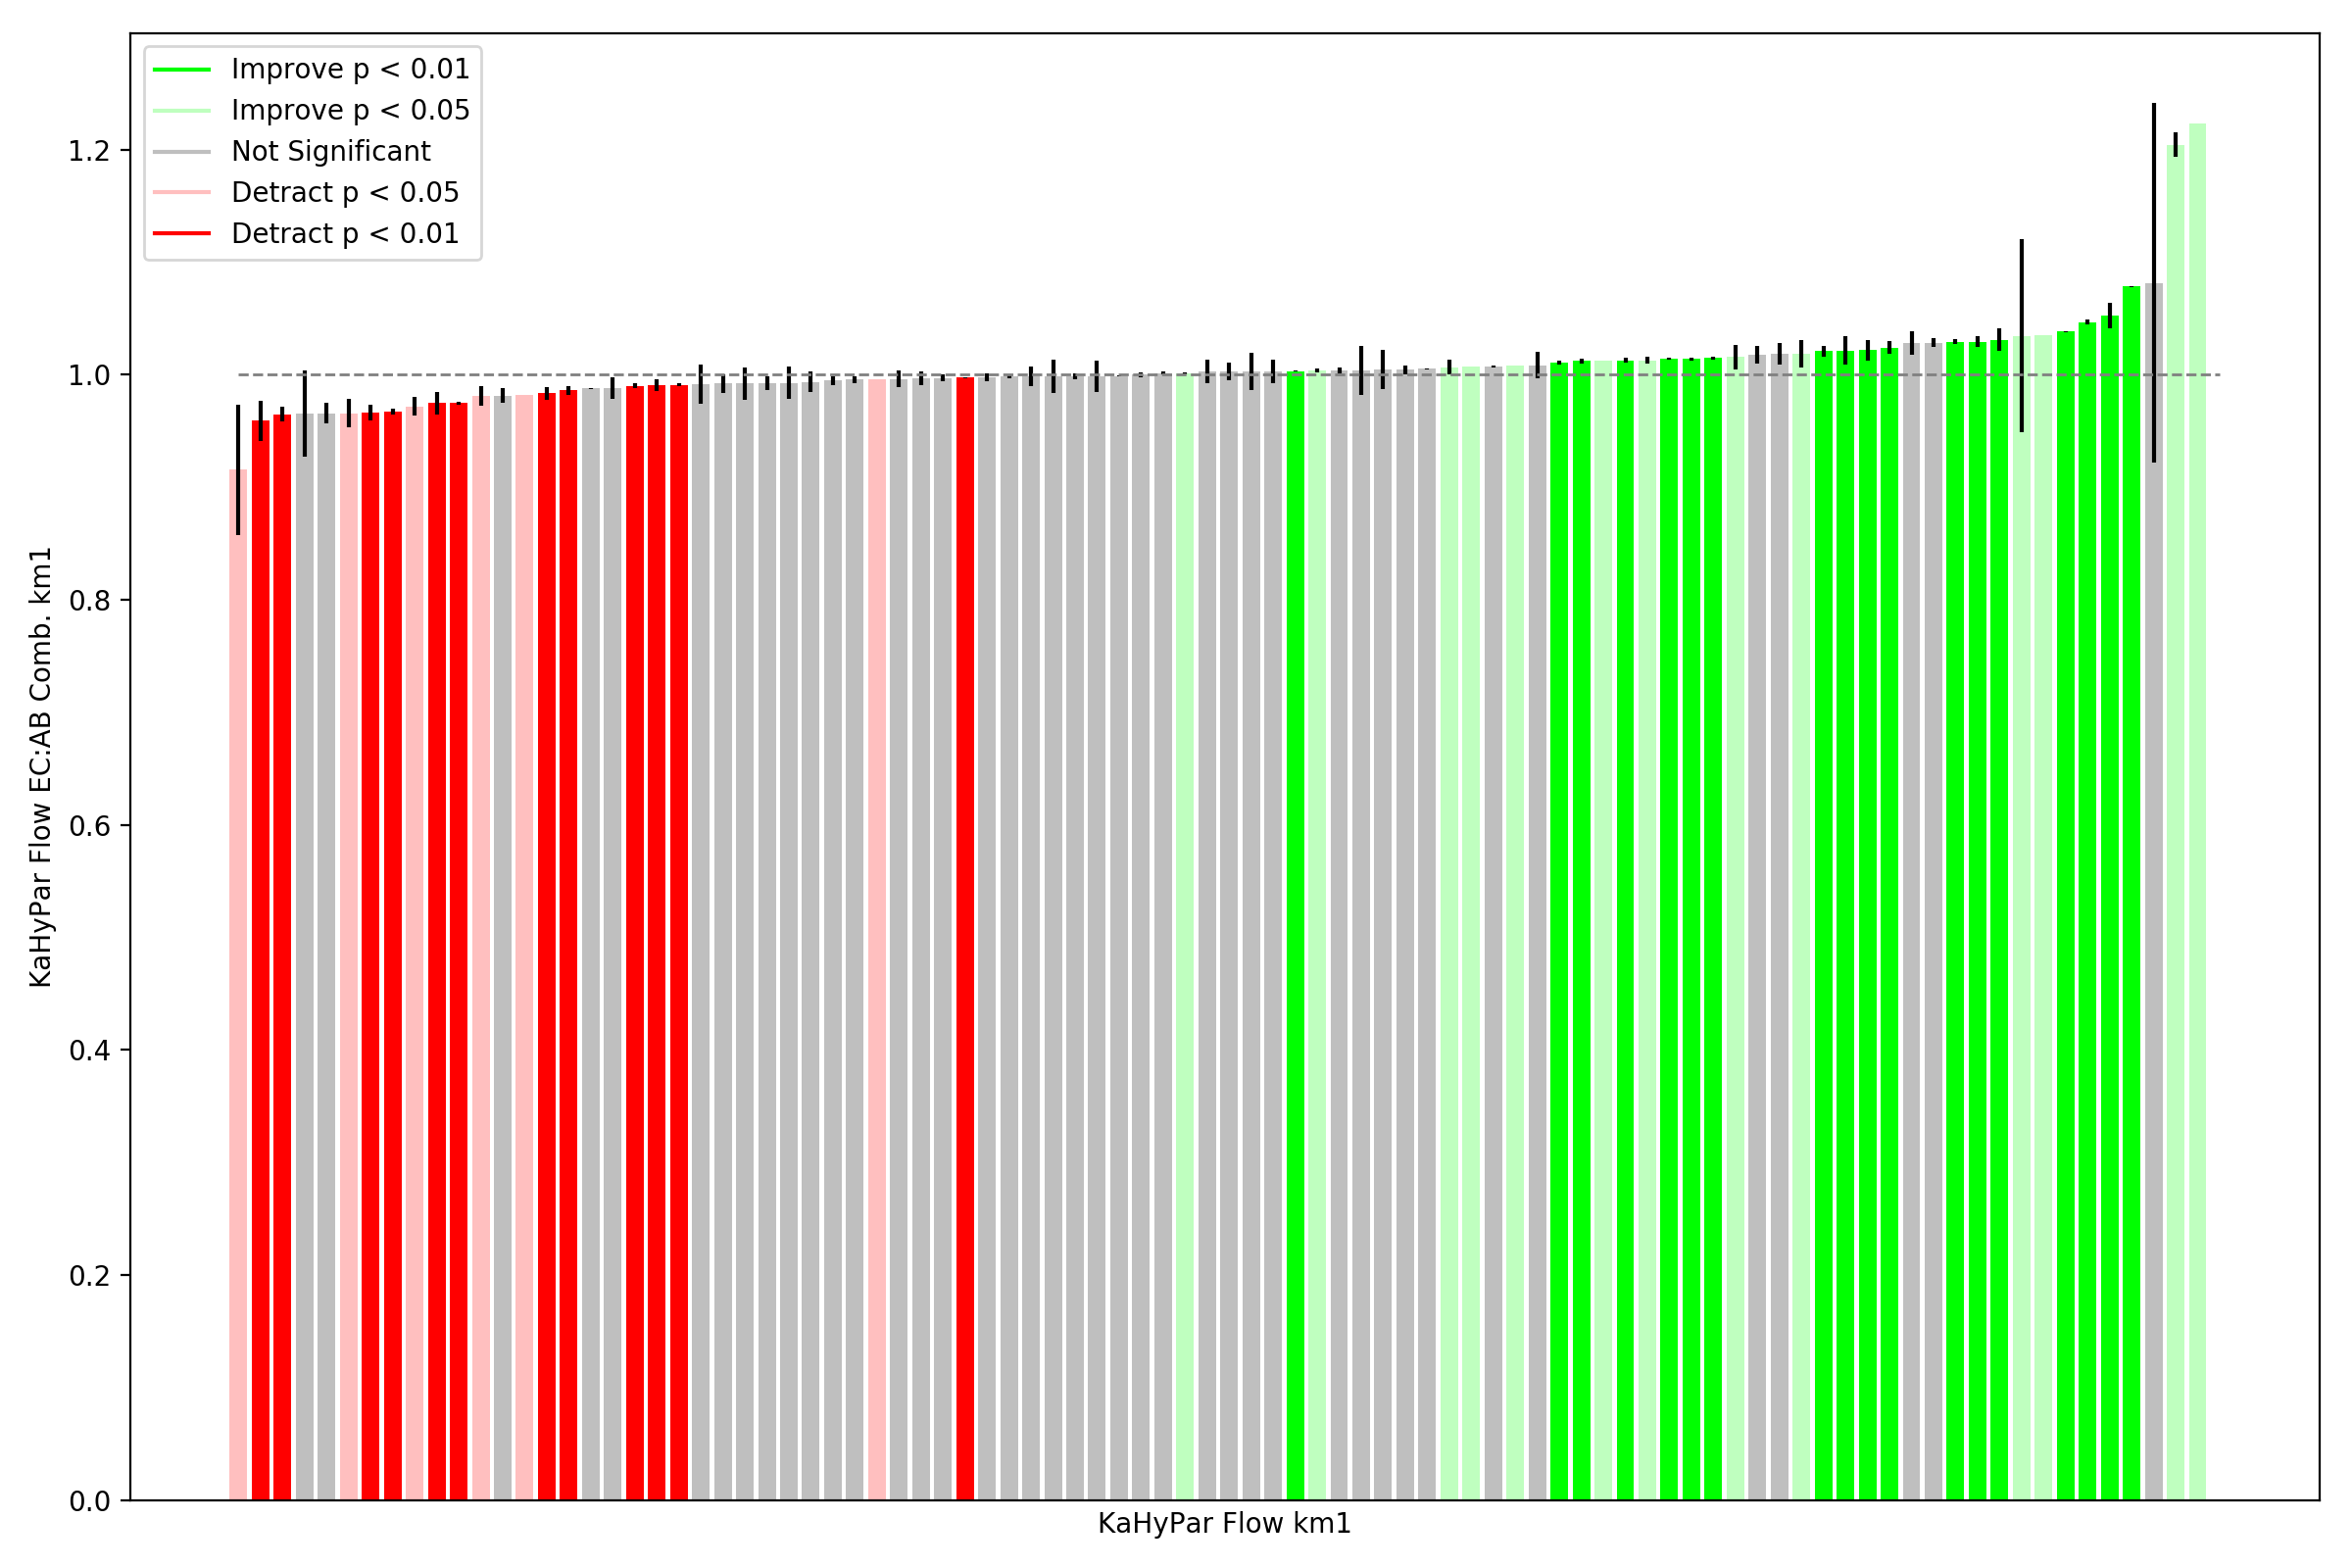 Improve p < 0.01
Improve p < 0.05
Not Significant
Detract p < 0.05
Detract p < 0.01
1.2
1.0
0.8
0.6
0.4
0.2
0.0
KaHyPar Flow EC:AB Comb. km1
KaHyPar Flow km1